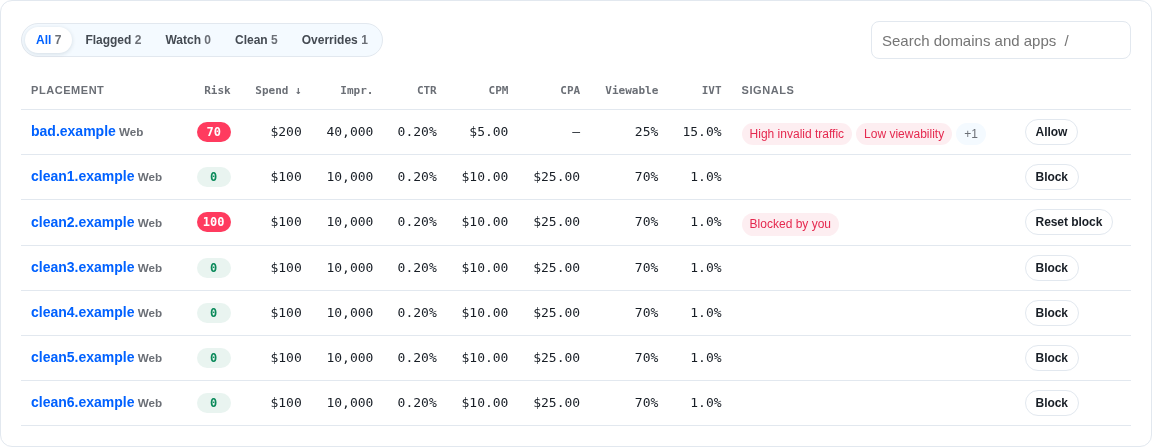 All 7 Flagged 2 Watch 0 Clean 5 Overrides 1 Search domains and apps /
PLACEMENT Risk Spend ↓ Impr. CTR CPM CPA Viewable IVT SIGNALS
bad.example Web 70 $200 40,000 0.20% $5.00 — 25% 15.0% High invalid traffic Low viewability +1 Allow
clean1.example Web 0 $100 10,000 0.20% $10.00 $25.00 70% 1.0% Block
clean2.example Web 100 $100 10,000 0.20% $10.00 $25.00 70% 1.0% Blocked by you Reset block
clean3.example Web 0 $100 10,000 0.20% $10.00 $25.00 70% 1.0% Block
clean4.example Web 0 $100 10,000 0.20% $10.00 $25.00 70% 1.0% Block
clean5.example Web 0 $100 10,000 0.20% $10.00 $25.00 70% 1.0% Block
clean6.example Web 0 $100 10,000 0.20% $10.00 $25.00 70% 1.0% Block